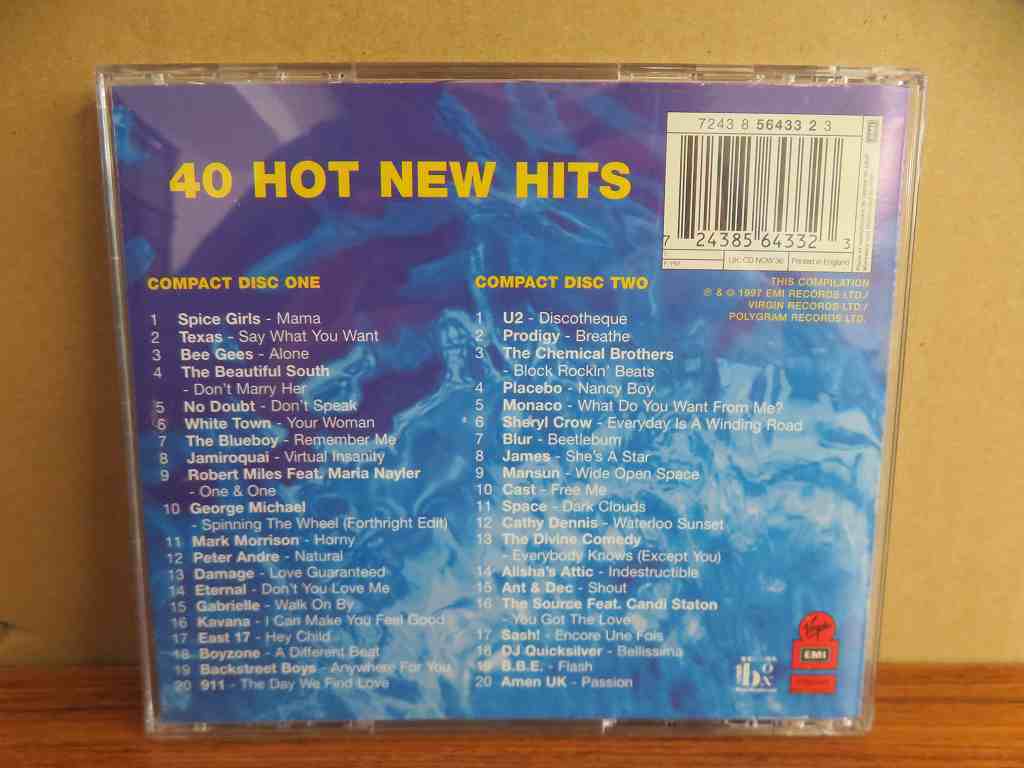 7243 8 56433 2 3
7 24385 64332 3
UK: CD NOW 36
Printed in England
40 HOT NEW HITS
THIS COMPILATION
℗ & © 1997 EMI RECORDS LTD./
VIRGIN RECORDS LTD./
POLYGRAM RECORDS LTD.
COMPACT DISC ONE
1 Spice Girls - Mama
2 Texas - Say What You Want
3 Bee Gees - Alone
4 The Beautiful South
- Don't Marry Her
5 No Doubt - Don't Speak
6 White Town - Your Woman
7 The Blueboy - Remember Me
8 Jamiroquai - Virtual Insanity
9 Robert Miles Feat. Maria Nayler
- One & One
10 George Michael
- Spinning The Wheel (Forthright Edit)
11 Mark Morrison - Horny
12 Peter Andre - Natural
13 Damage - Love Guaranteed
14 Eternal - Don't You Love Me
15 Gabrielle - Walk On By
16 Kavana - I Can Make You Feel Good
17 East 17 - Hey Child
18 Boyzone - A Different Beat
19 Backstreet Boys - Anywhere For You
20 911 - The Day We Find Love
COMPACT DISC TWO
1 U2 - Discotheque
2 Prodigy - Breathe
3 The Chemical Brothers
- Block Rockin' Beats
4 Placebo - Nancy Boy
5 Monaco - What Do You Want From Me?
6 Sheryl Crow - Everyday Is A Winding Road
7 Blur - Beetlebum
8 James - She's A Star
9 Mansun - Wide Open Space
10 Cast - Free Me
11 Space - Dark Clouds
12 Cathy Dennis - Waterloo Sunset
13 The Divine Comedy
- Everybody Knows (Except You)
14 Alisha's Attic - Indestructible
15 Ant & Dec - Shout
16 The Source Feat. Candi Staton
- You Got The Love
17 Sash! - Encore Une Fois
18 DJ Quicksilver - Bellissima
19 B.B.E. - Flash
20 Amen UK - Passion
Virgin
EMI
box